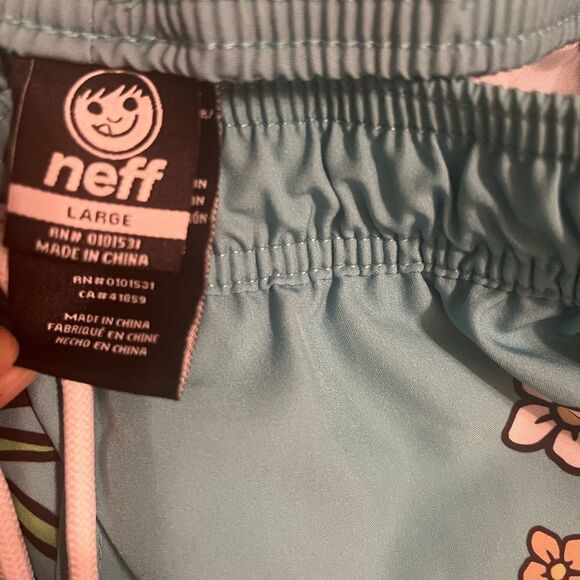 neff
LARGE
RN# 0101531
MADE IN CHINA
RN# 0101531
CA# 41859
MADE IN CHINA
FABRIQUÉ EN CHINE
HECHO EN CHINA